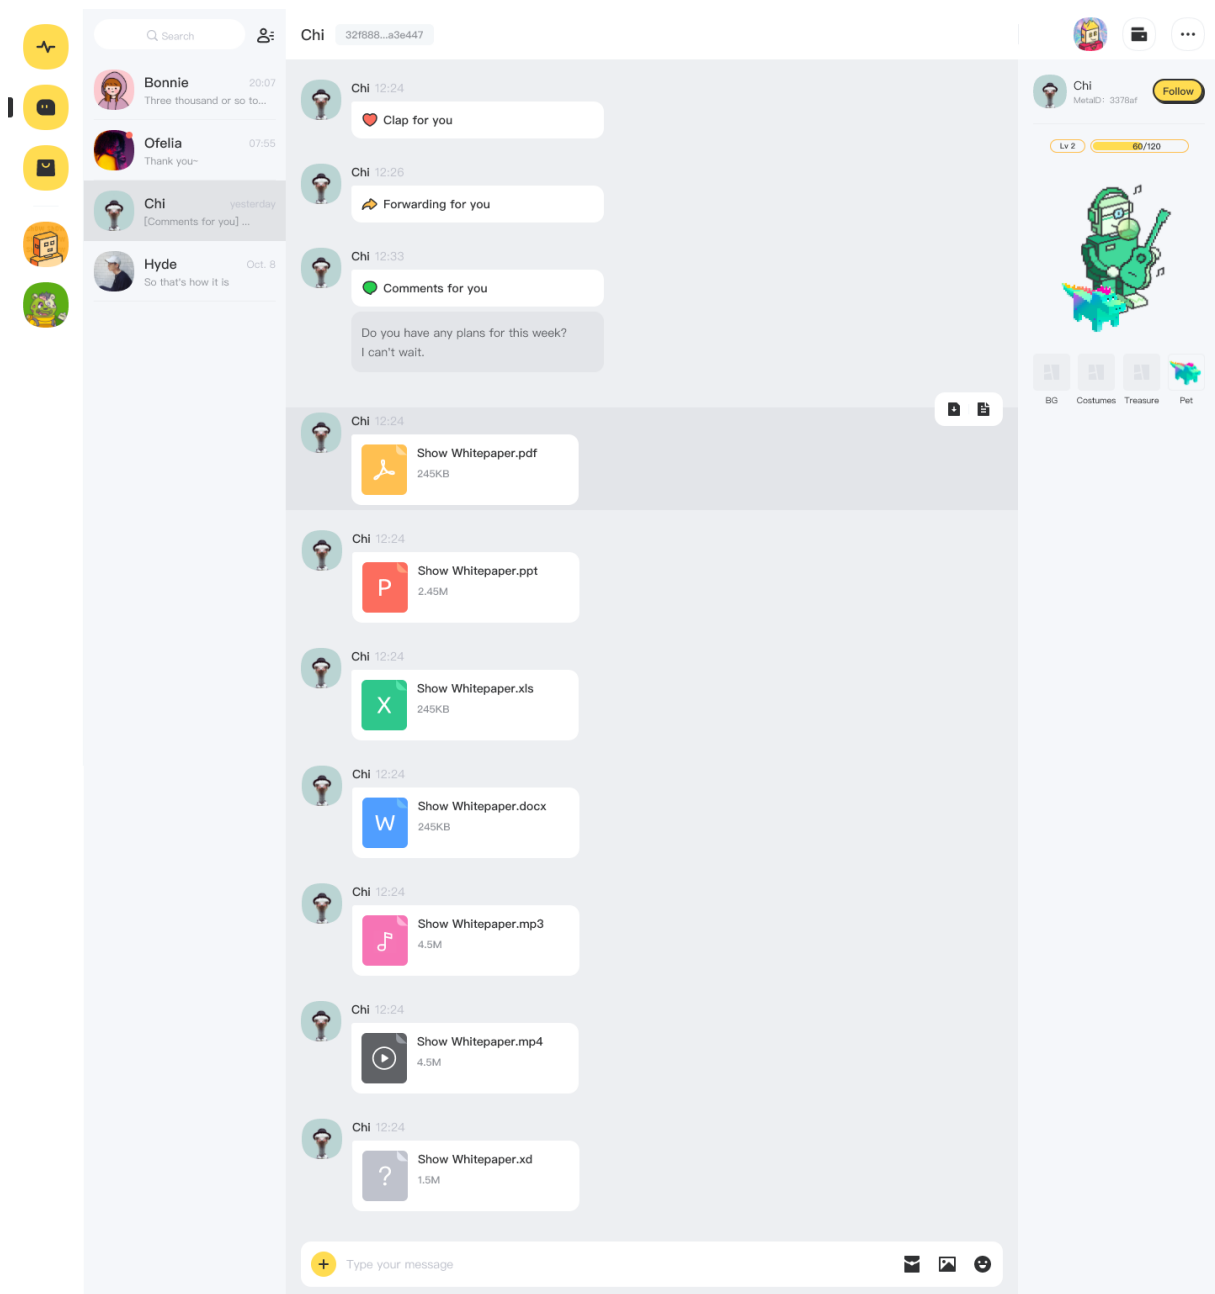 Search
Bonnie 20:07
Three thousand or so to...
Ofelia 07:55
Thank you~
Chi yesterday
[Comments for you] ...
Hyde Oct. 8
So that's how it is
Chi 32f888...a3e447
Chi 12:24
Clap for you
Chi 12:26
Forwarding for you
Chi 12:33
Comments for you
Do you have any plans for this week?
I can't wait.
Chi 12:24
Show Whitepaper.pdf
245KB
Chi 12:24
P
Show Whitepaper.ppt
2.45M
Chi 12:24
X
Show Whitepaper.xls
245KB
Chi 12:24
W
Show Whitepaper.docx
245KB
Chi 12:24
Show Whitepaper.mp3
4.5M
Chi 12:24
Show Whitepaper.mp4
4.5M
Chi 12:24
?
Show Whitepaper.xd
1.5M
Type your message
Chi
MetaID: 3378af
Follow
Lv 2 60/120
BG Costumes Treasure Pet